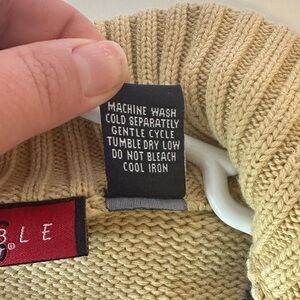 MACHINE WASH
COLD SEPARATELY
GENTLE CYCLE
TUMBLE DRY LOW
DO NOT BLEACH
COOL IRON
BLE
®